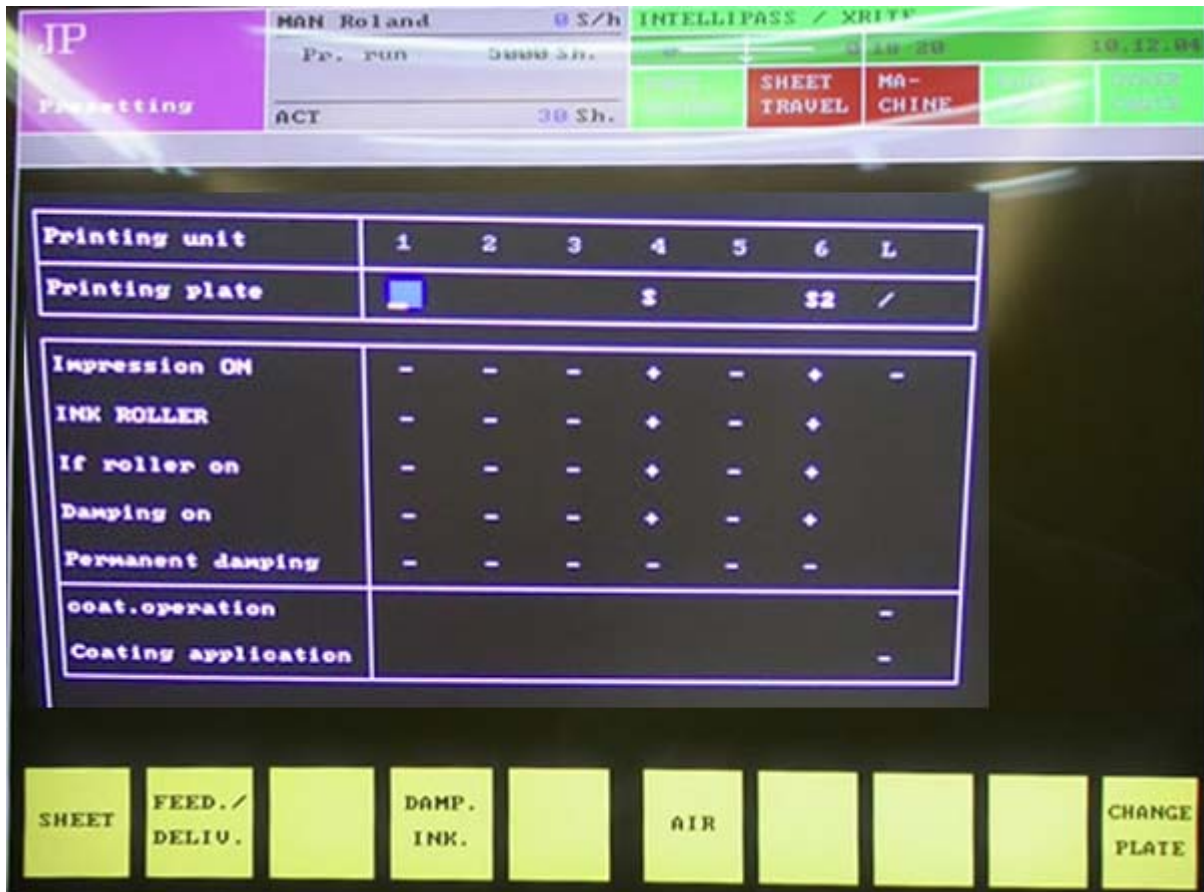 JP
Presetting
MAN Roland 0 S/h
Pr. run 5000 Sh.
ACT 30 Sh.
INTELLIPASS / XRITE
10.12.04
SHEET TRAVEL
MA-
CHINE
Printing unit 1 2 3 4 5 6 L
Printing plate S S2 /
Impression ON - - - + - + -
INK ROLLER - - - + - +
If roller on - - - + - +
Damping on - - - + - +
Permanent damping - - - - - -
coat.operation -
Coating application -
SHEET
FEED./
DELIV.
DAMP.
INK.
AIR
CHANGE
PLATE